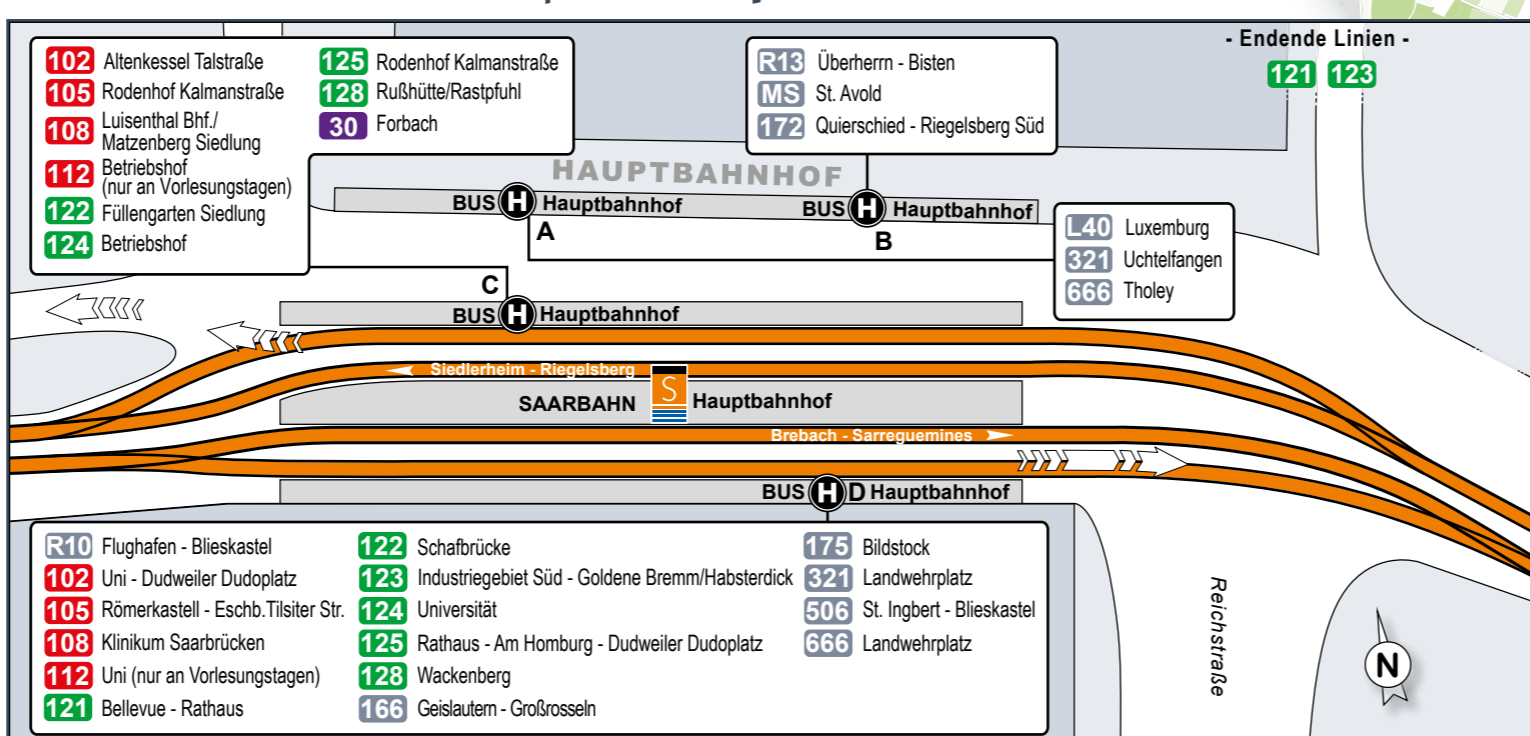 102 Altenkessel Talstraße
105 Rodenhof Kalmanstraße
108 Luisenthal Bhf./
Matzenberg Siedlung
112 Betriebshof
(nur an Vorlesungstagen)
122 Füllengarten Siedlung
124 Betriebshof
125 Rodenhof Kalmanstraße
128 Rußhütte/Rastpfuhl
30 Forbach
R13 Überherrn - Bisten
MS St. Avold
172 Quierschied - Riegelsberg Süd
- Endende Linien -
121 123
HAUPTBAHNHOF
BUS H Hauptbahnhof
A
BUS H Hauptbahnhof
B
L40 Luxemburg
321 Uchtelfangen
666 Tholey
C
BUS H Hauptbahnhof
Siedlerheim - Riegelsberg
SAARBAHN S Hauptbahnhof
Brebach - Sarreguemines
BUS H D Hauptbahnhof
R10 Flughafen - Blieskastel
102 Uni - Dudweiler Dudoplatz
105 Römerkastell - Eschb.Tilsiter Str.
108 Klinikum Saarbrücken
112 Uni (nur an Vorlesungstagen)
121 Bellevue - Rathaus
122 Schafbrücke
123 Industriegebiet Süd - Goldene Bremm/Habsterdick
124 Universität
125 Rathaus - Am Homburg - Dudweiler Dudoplatz
128 Wackenberg
166 Geislautern - Großrosseln
175 Bildstock
321 Landwehrplatz
506 St. Ingbert - Blieskastel
666 Landwehrplatz
Reichstraße
N